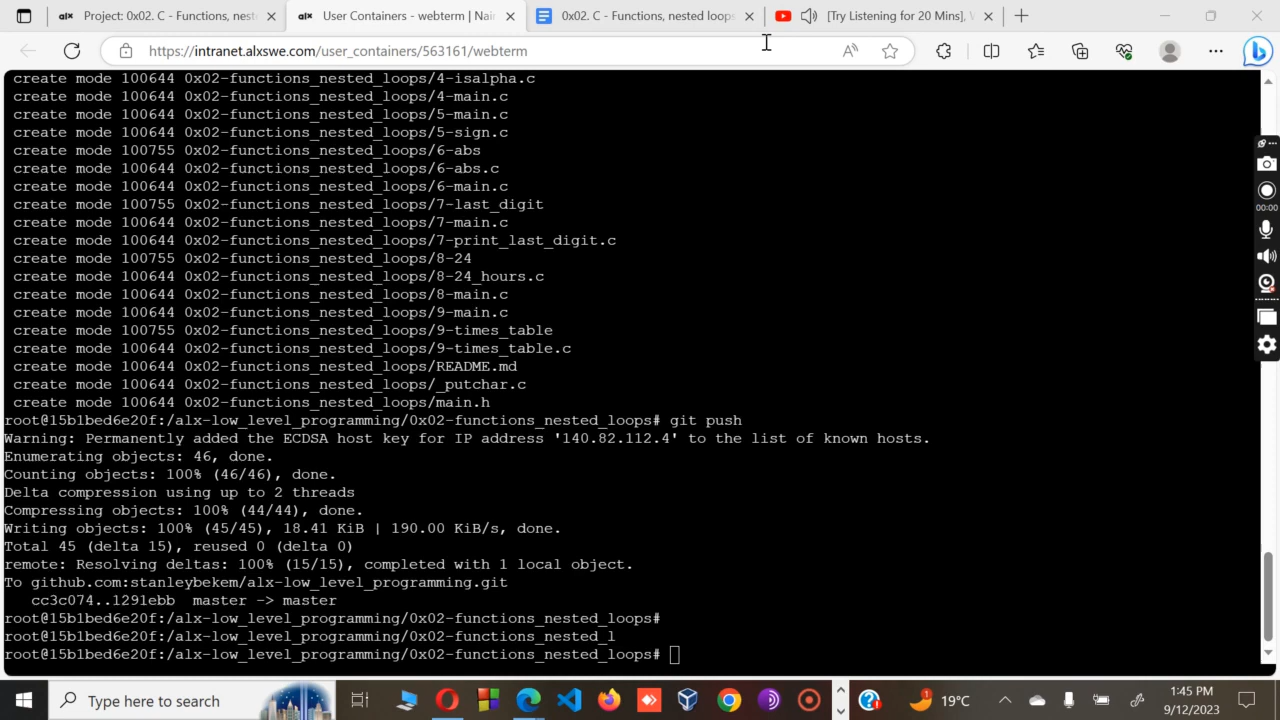 Project: 0x02. C - Functions, nest
User Containers - webterm | Nair
0x02. C - Functions, nested loops
[Try Listening for 20 Mins],
https://intranet.alxswe.com/user_containers/563161/webterm
create mode 100644 0x02-functions_nested_loops/4-isalpha.c
create mode 100644 0x02-functions_nested_loops/4-main.c
create mode 100644 0x02-functions_nested_loops/5-main.c
create mode 100644 0x02-functions_nested_loops/5-sign.c
create mode 100755 0x02-functions_nested_loops/6-abs
create mode 100644 0x02-functions_nested_loops/6-abs.c
create mode 100644 0x02-functions_nested_loops/6-main.c
create mode 100755 0x02-functions_nested_loops/7-last_digit
create mode 100644 0x02-functions_nested_loops/7-main.c
create mode 100644 0x02-functions_nested_loops/7-print_last_digit.c
create mode 100755 0x02-functions_nested_loops/8-24
create mode 100644 0x02-functions_nested_loops/8-24_hours.c
create mode 100644 0x02-functions_nested_loops/8-main.c
create mode 100644 0x02-functions_nested_loops/9-main.c
create mode 100755 0x02-functions_nested_loops/9-times_table
create mode 100644 0x02-functions_nested_loops/9-times_table.c
create mode 100644 0x02-functions_nested_loops/README.md
create mode 100644 0x02-functions_nested_loops/_putchar.c
create mode 100644 0x02-functions_nested_loops/main.h
root@15b1bed6e20f:/alx-low_level_programming/0x02-functions_nested_loops# git push
Warning: Permanently added the ECDSA host key for IP address '140.82.112.4' to the list of known hosts.
Enumerating objects: 46, done.
Counting objects: 100% (46/46), done.
Delta compression using up to 2 threads
Compressing objects: 100% (44/44), done.
Writing objects: 100% (45/45), 18.41 KiB | 190.00 KiB/s, done.
Total 45 (delta 15), reused 0 (delta 0)
remote: Resolving deltas: 100% (15/15), completed with 1 local object.
To github.com:stanleybekem/alx-low_level_programming.git
cc3c074..1291ebb master -> master
root@15b1bed6e20f:/alx-low_level_programming/0x02-functions_nested_loops#
root@15b1bed6e20f:/alx-low_level_programming/0x02-functions_nested_l
root@15b1bed6e20f:/alx-low_level_programming/0x02-functions_nested_loops#
00:00
Type here to search
1
19°C
1:45 PM
9/12/2023